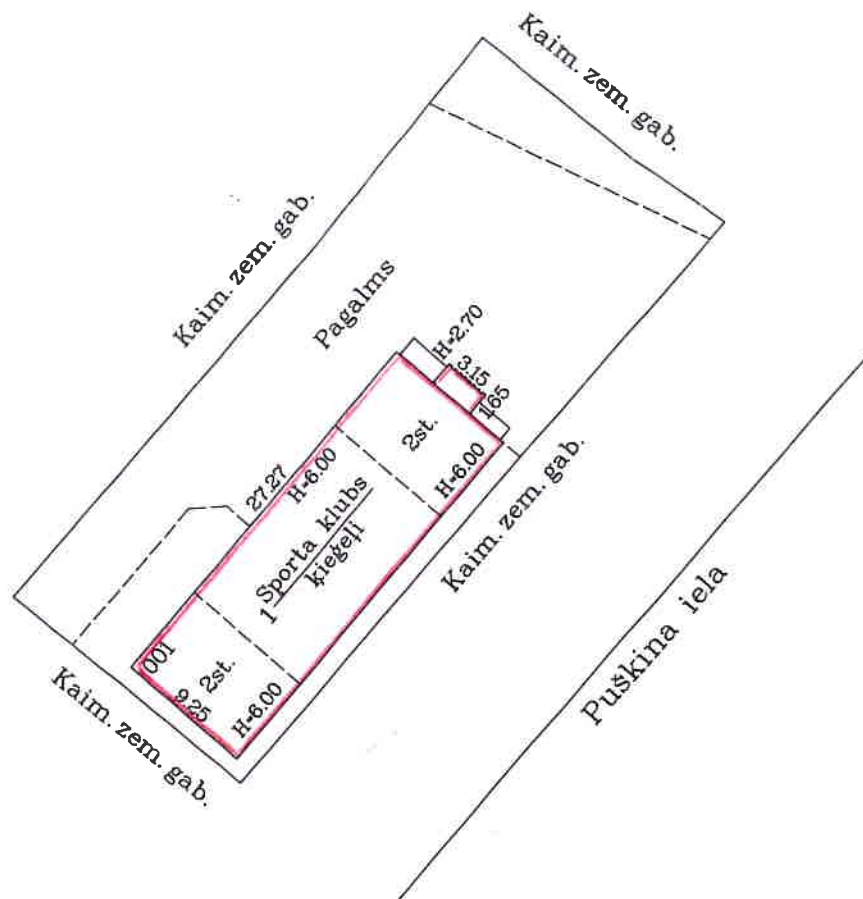 Kaim. zem. gab.
Kaim. zem. gab.
Pagalms
H=2.70
3.15
1.65
2st.
H=6.00
27.27
H=6.00
1 Sporta klubs
ķieģeļi
Kaim. zem. gab.
Puškina iela
001
2st.
9.25
H=6.00
Kaim. zem. gab.